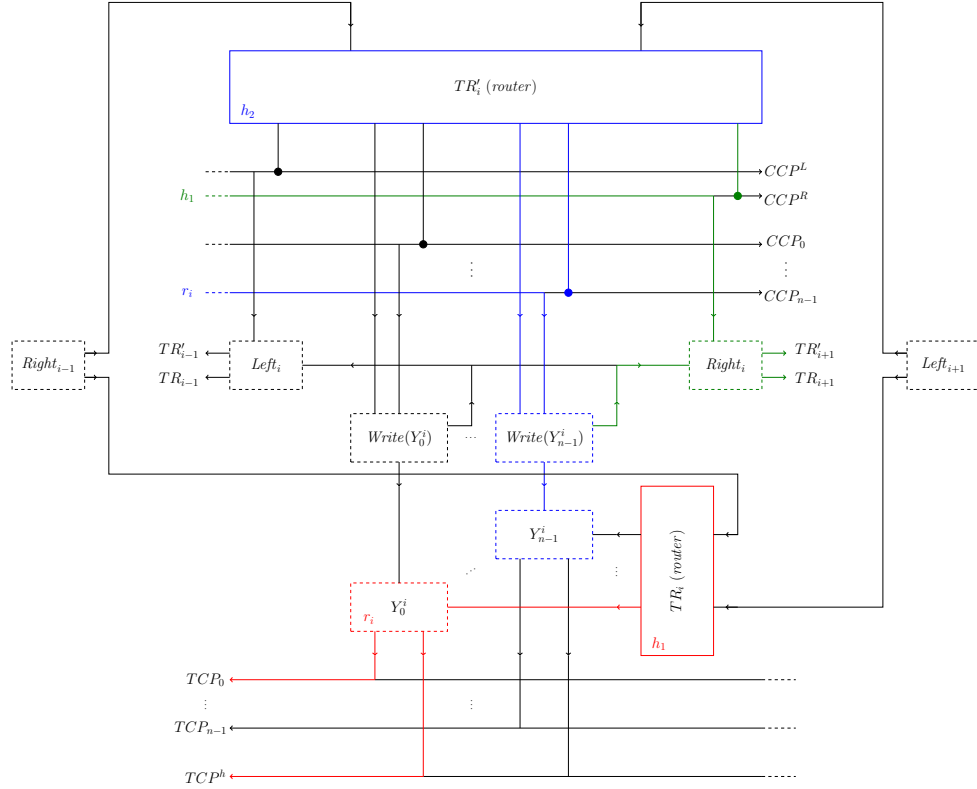 TR′_i (router)
h_2
CCP^L
h_1
CCP^R
CCP_0
⋮ ⋮
r_i
CCP_{n-1}
Right_{i-1}
TR′_{i-1}
TR_{i-1}
Left_i
Right_i
TR′_{i+1}
TR_{i+1}
Left_{i+1}
Write(Y_0^i)
...
Write(Y_{n-1}^i)
Y_{n-1}^i
TR_i (router)
h_1
⋰ ⋮
Y_0^i
r_i
TCP_0
⋮ ⋮
TCP_{n-1}
TCP^h